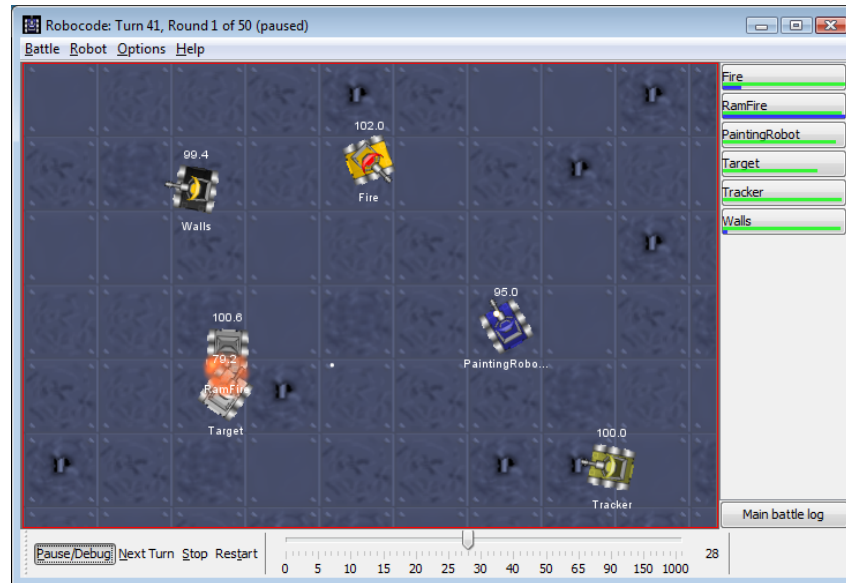 Robocode: Turn 41, Round 1 of 50 (paused)
Battle Robot Options Help
102.0
99.4
Fire
Walls
95.0
100.6
79.2
PaintingRobo...
RamFire
Target
100.0
Tracker
Fire
RamFire
PaintingRobot
Target
Tracker
Walls
Main battle log
Pause/Debug Next Turn Stop Restart
0 5 10 15 20 25 30 40 50 65 90 150 1000
28